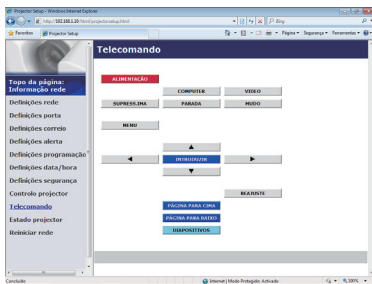 Projector Setup - Windows Internet Explorer
http://192.168.1.10/html/projectorsetup.html
Bing
Favoritos
Projector Setup
Página
Segurança
Ferramentas
Topo da página:
Informação rede
Definições rede
Definições porta
Definições correio
Definições alerta
Definições programação
Definições data/hora
Definições segurança
Controlo projector
Telecomando
Estado projector
Reiniciar rede
Telecomando
ALIMENTAÇÃO
COMPUTER
VIDEO
SUPRESS.IMA
PARADA
MUDO
MENU
INTRODUZIR
REAJUSTE
PÁGINA PARA CIMA
PÁGINA PARA BAIXO
DIAPOSITIVOS
Concluído
Internet | Modo Protegido: Activado
100%